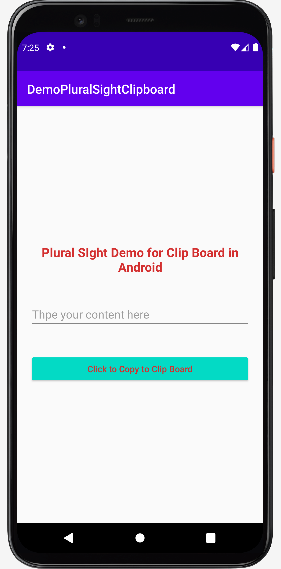 7:25
DemoPluralSightClipboard
Plural SIght Demo for Clip Board in
Android
Thpe your content here
Click to Copy to Clip Board